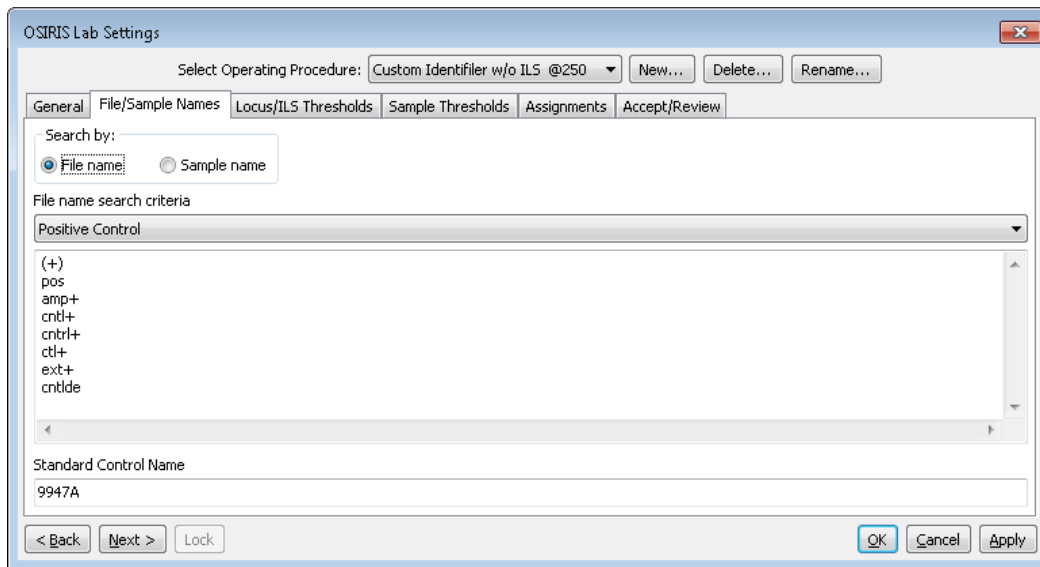 OSIRIS Lab Settings
Select Operating Procedure: Custom Identifiler w/o ILS @250 New... Delete... Rename...
General File/Sample Names Locus/ILS Thresholds Sample Thresholds Assignments Accept/Review
Search by:
File name Sample name
File name search criteria
Positive Control
(+)
pos
amp+
cntl+
cntrl+
ctl+
ext+
cntlde
Standard Control Name
9947A
< Back Next > Lock OK Cancel Apply